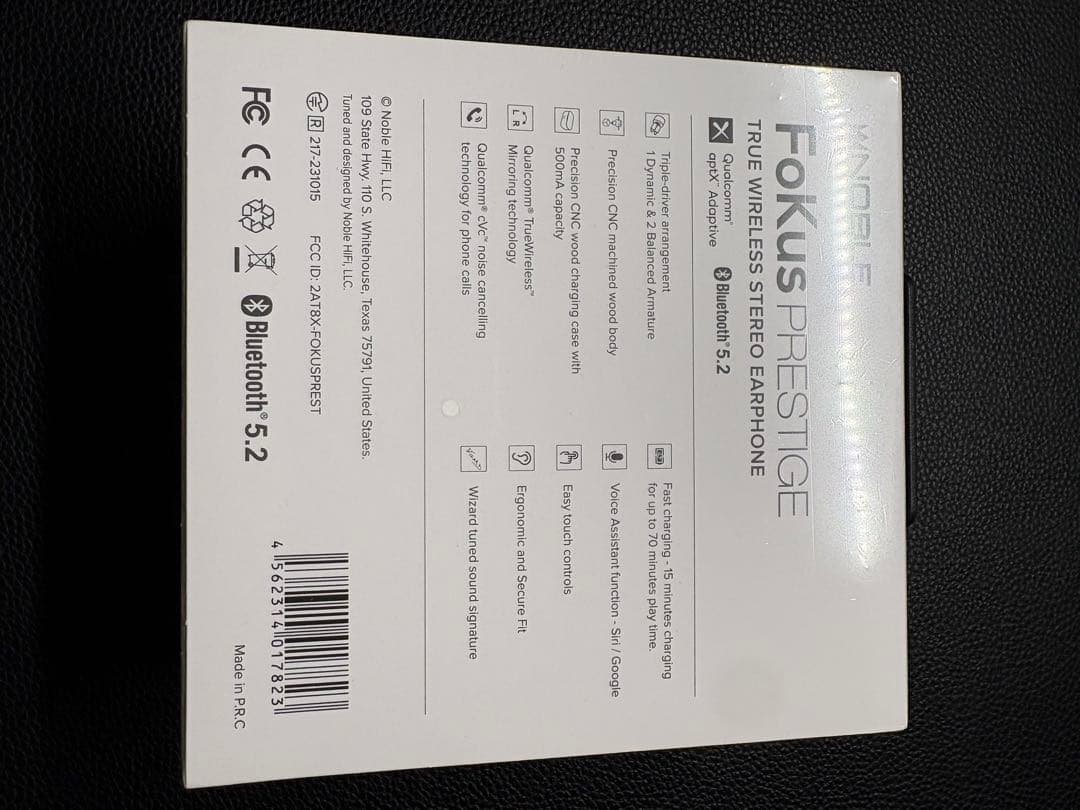 NOBLE
FoKus PRESTIGE
TRUE WIRELESS STEREO EARPHONE
Qualcomm®
aptX™ Adaptive
Bluetooth® 5.2
Triple-driver arrangement
1 Dynamic & 2 Balanced Armature
Precision CNC machined wood body
Precision CNC wood charging case with
500mA capacity
Qualcomm® TrueWireless™
Mirroring technology
L R
Qualcomm® cVc™ noise cancelling
technology for phone calls
Fast charging - 15 minutes charging
for up to 70 minutes play time.
Voice Assistant function - Siri / Google
Easy touch controls
Ergonomic and Secure Fit
Wizard tuned sound signature
© Noble HiFi, LLC
109 State Hwy. 110 S. Whitehouse, Texas 75791, United States.
Tuned and designed by Noble HiFi, LLC.
R 217-231015
FCC ID: 2AT8X-FOKUSPREST
FC CE
Bluetooth® 5.2
4 562314 017823
Made in P.R.C